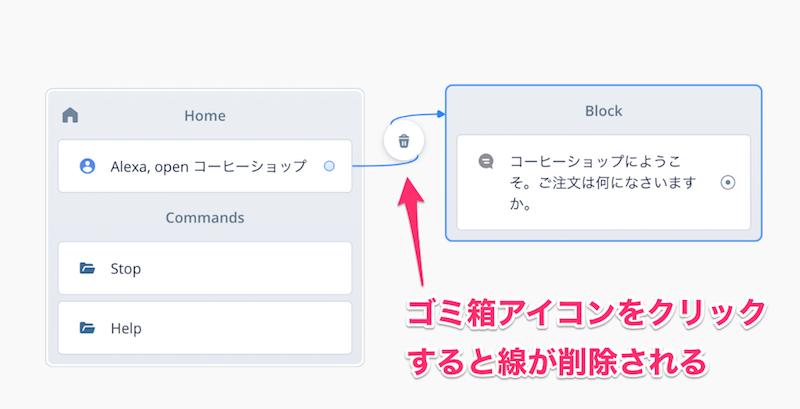 Home
Alexa, open コーヒーショップ
Commands
Stop
Help
Block
コーヒーショップにようこ
そ。ご注文は何になさいます
か。
ゴミ箱アイコンをクリック
すると線が削除される